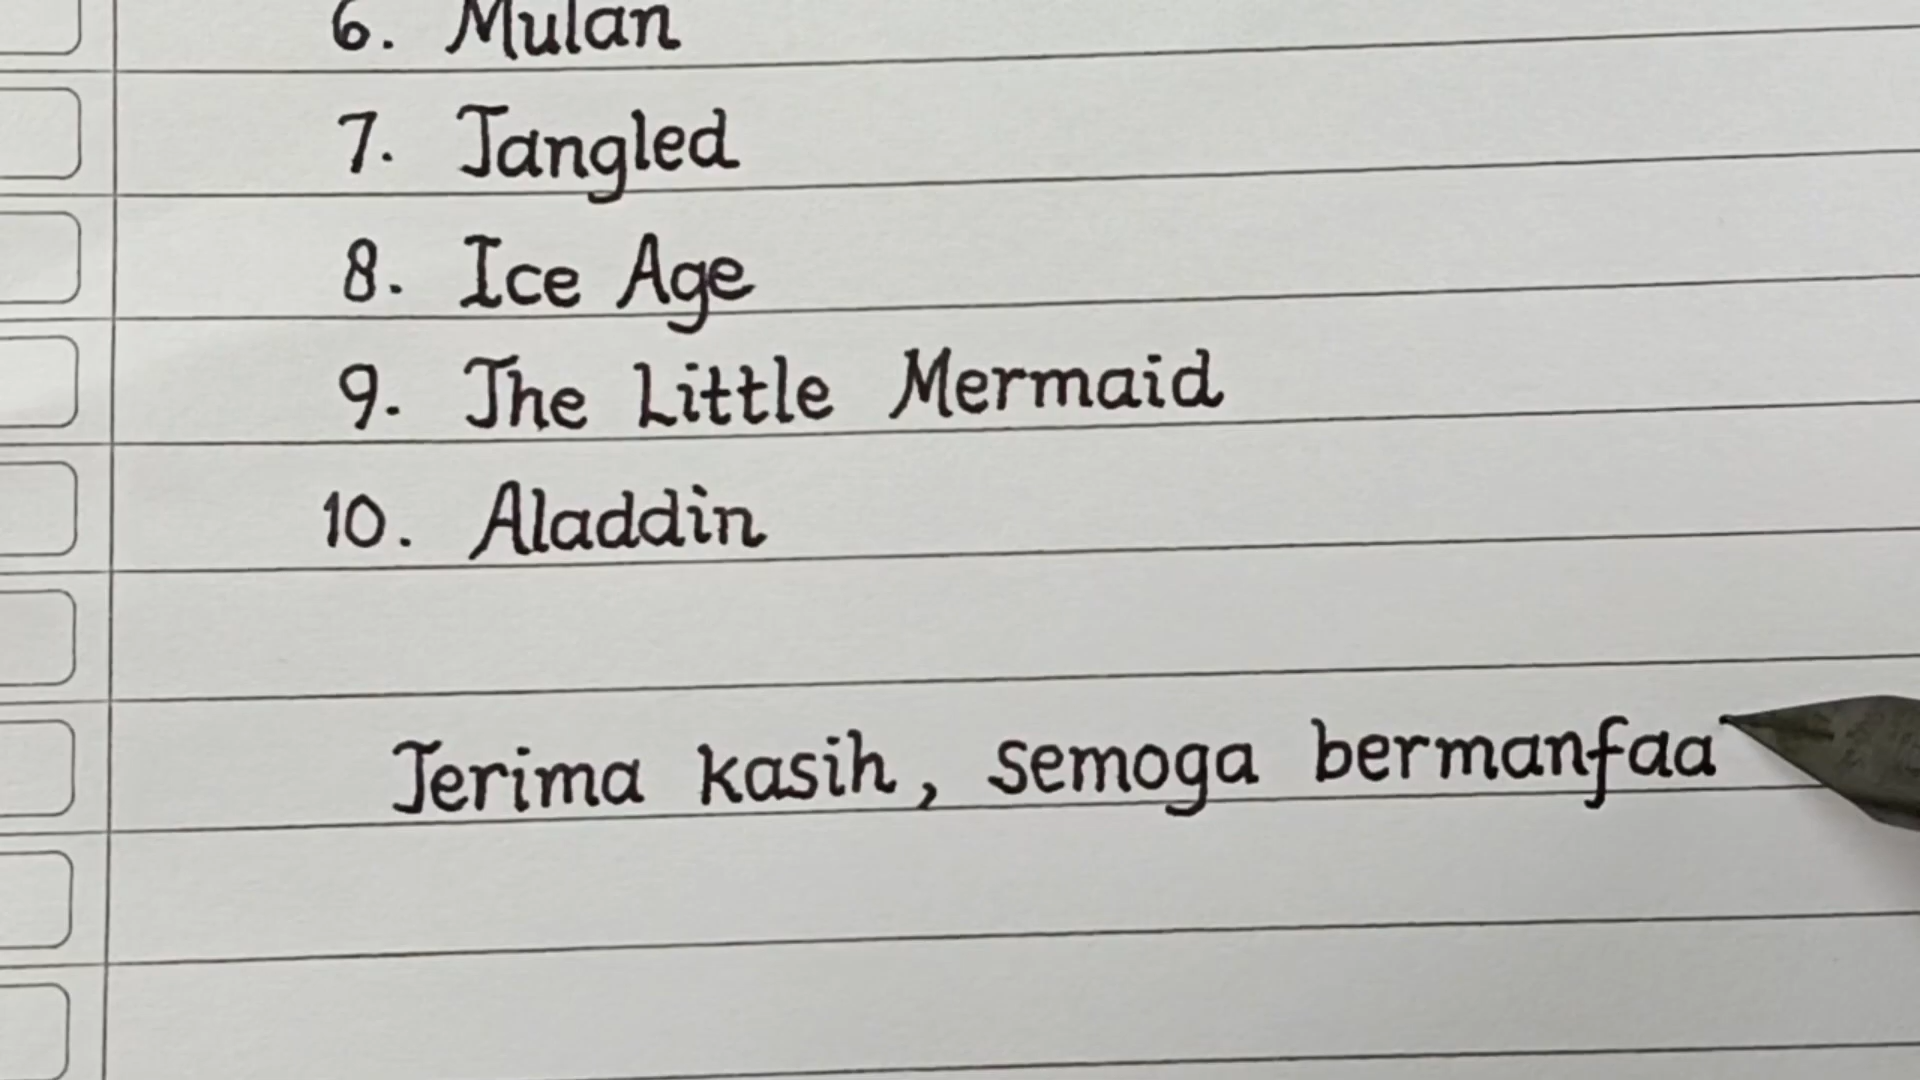 6. Mulan
7. Tangled
8. Ice Age
9. The Little Mermaid
10. Aladdin
Terima kasih, semoga bermanfaa